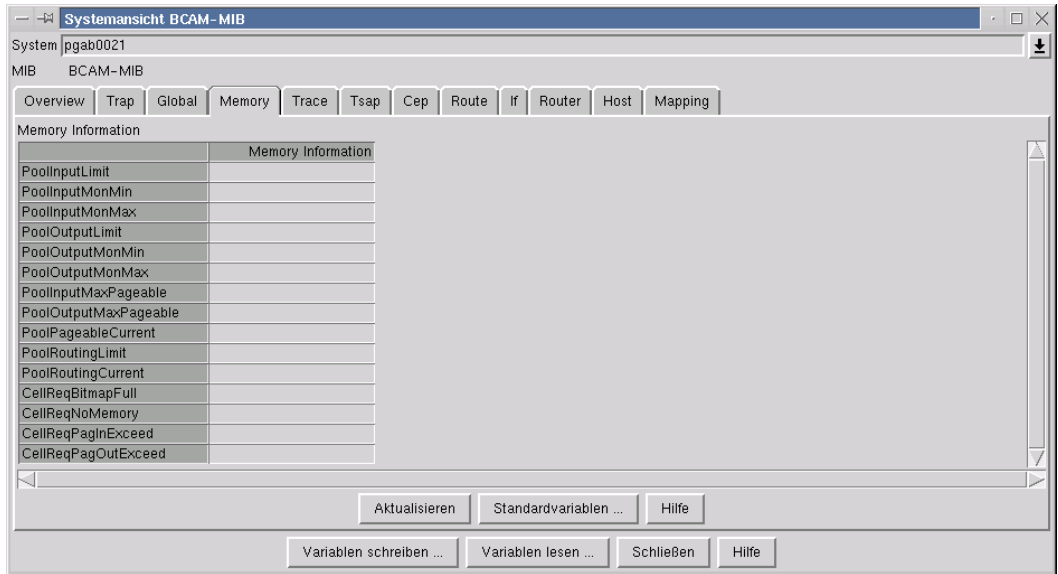 Systemansicht BCAM-MIB
System pgab0021
MIB BCAM-MIB
Overview Trap Global Memory Trace Tsap Cep Route If Router Host Mapping
Memory Information
Memory Information
PoolInputLimit
PoolInputMonMin
PoolInputMonMax
PoolOutputLimit
PoolOutputMonMin
PoolOutputMonMax
PoolInputMaxPageable
PoolOutputMaxPageable
PoolPageableCurrent
PoolRoutingLimit
PoolRoutingCurrent
CellReqBitmapFull
CellReqNoMemory
CellReqPagInExceed
CellReqPagOutExceed
Aktualisieren Standardvariablen ... Hilfe
Variablen schreiben ... Variablen lesen ... Schließen Hilfe